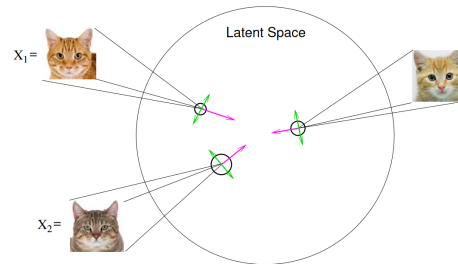 Latent Space
X₁=
X₂=